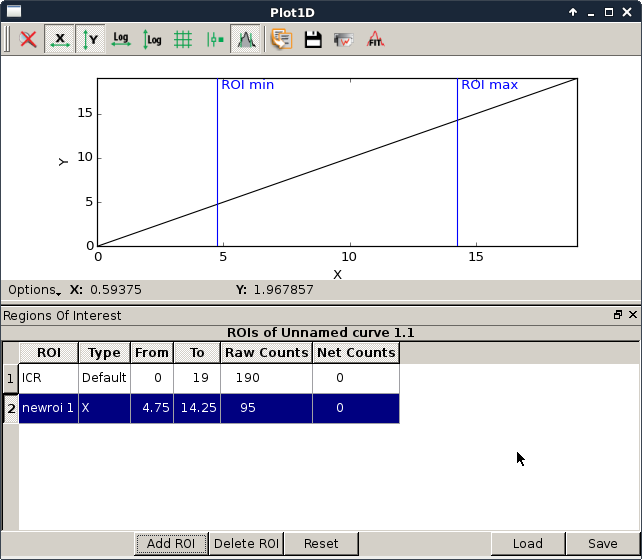 Plot1D
X Y Log Log FIT
ROI min ROI max
15
10
5
0
Y
0 5 10 15
X
Options X: 0.59375 Y: 1.967857
Regions Of Interest
ROIs of Unnamed curve 1.1
ROI Type From To Raw Counts Net Counts
1 ICR Default 0 19 190 0
2 newroi 1 X 4.75 14.25 95 0
Add ROI Delete ROI Reset Load Save